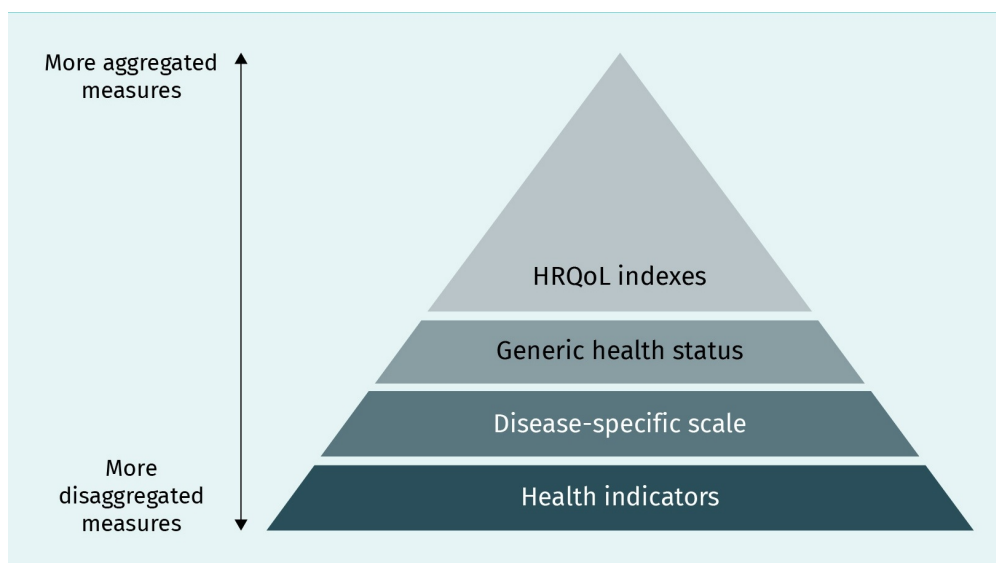 More aggregated
measures
HRQoL indexes
Generic health status
Disease-specific scale
More
disaggregated
measures
Health indicators